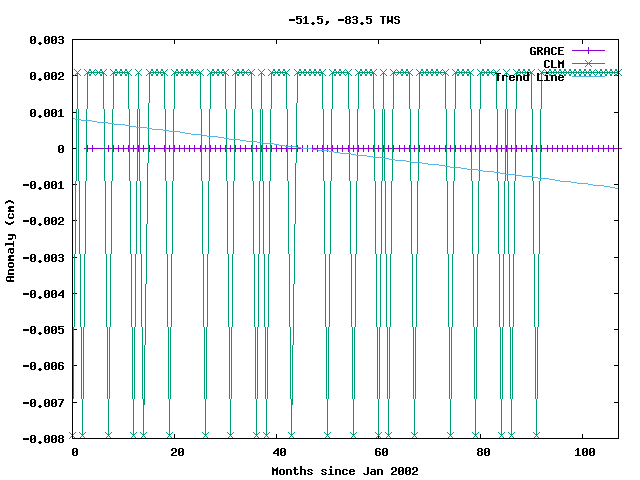 -51.5, -83.5 TWS
0.003
0.002
0.001
0
-0.001
-0.002
-0.003
-0.004
-0.005
-0.006
-0.007
-0.008
GRACE
CLM
Trend Line
Anomaly (cm)
0 20 40 60 80 100
Months since Jan 2002